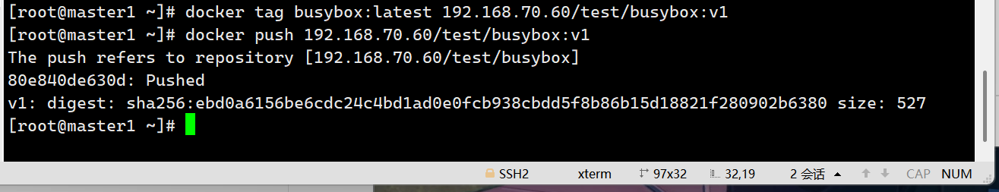 [root@master1 ~]# docker tag busybox:latest 192.168.70.60/test/busybox:v1
[root@master1 ~]# docker push 192.168.70.60/test/busybox:v1
The push refers to repository [192.168.70.60/test/busybox]
80e840de630d: Pushed
v1: digest: sha256:ebd0a6156be6cdc24c4bd1ad0e0fcb938cbdd5f8b86b15d18821f280902b6380 size: 527
[root@master1 ~]#
SSH2 xterm 97x32 32,19 2 会话 CAP NUM